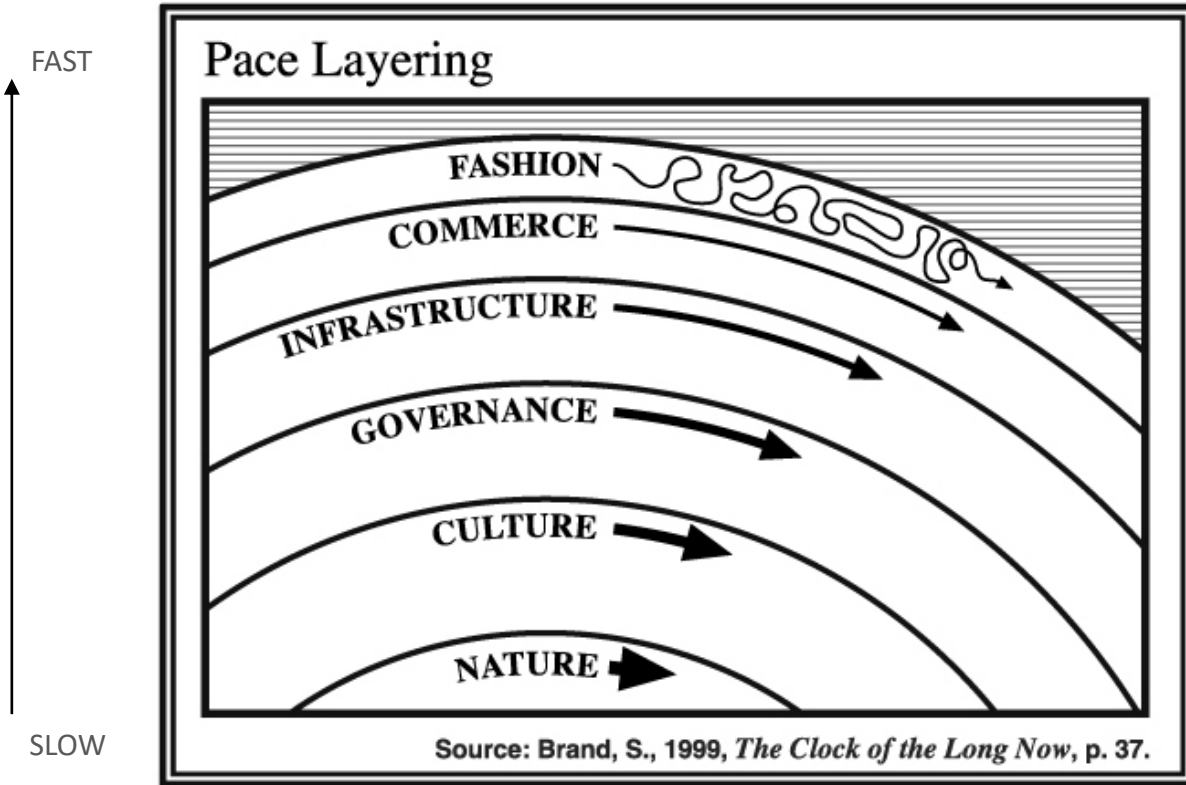 FAST
Pace Layering
FASHION
COMMERCE
INFRASTRUCTURE
GOVERNANCE
CULTURE
NATURE
SLOW
Source: Brand, S., 1999, The Clock of the Long Now, p. 37.